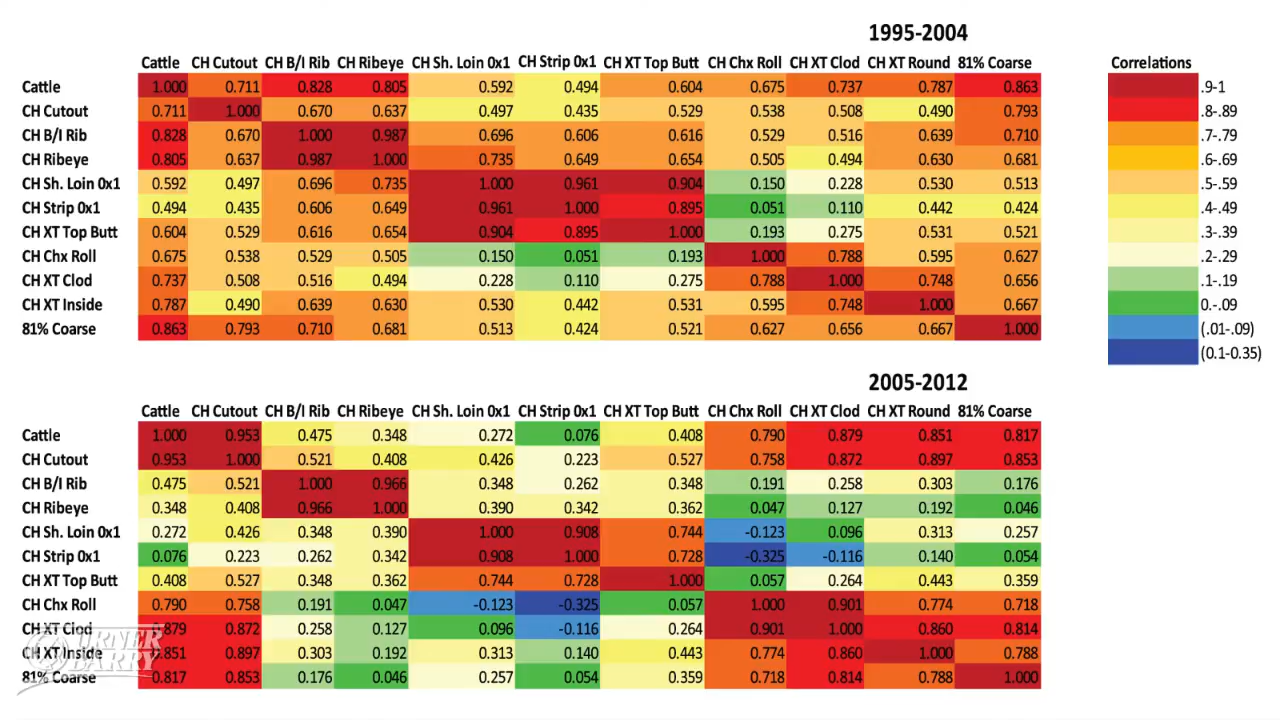 1995-2004
Cattle CH Cutout CH B/I Rib CH Ribeye CH Sh. Loin 0x1 CH Strip 0x1 CH XT Top Butt CH Chx Roll CH XT Clod CH XT Round 81% Coarse
Cattle 1.000 0.711 0.828 0.805 0.592 0.494 0.604 0.675 0.737 0.787 0.863
CH Cutout 0.711 1.000 0.670 0.637 0.497 0.435 0.529 0.538 0.508 0.490 0.793
CH B/I Rib 0.828 0.670 1.000 0.987 0.696 0.606 0.616 0.529 0.516 0.639 0.710
CH Ribeye 0.805 0.637 0.987 1.000 0.735 0.649 0.654 0.505 0.494 0.630 0.681
CH Sh. Loin 0x1 0.592 0.497 0.696 0.735 1.000 0.961 0.904 0.150 0.228 0.530 0.513
CH Strip 0x1 0.494 0.435 0.606 0.649 0.961 1.000 0.895 0.051 0.110 0.442 0.424
CH XT Top Butt 0.604 0.529 0.616 0.654 0.904 0.895 1.000 0.193 0.275 0.531 0.521
CH Chx Roll 0.675 0.538 0.529 0.505 0.150 0.051 0.193 1.000 0.788 0.595 0.627
CH XT Clod 0.737 0.508 0.516 0.494 0.228 0.110 0.275 0.788 1.000 0.748 0.656
CH XT Inside 0.787 0.490 0.639 0.630 0.530 0.442 0.531 0.595 0.748 1.000 0.667
81% Coarse 0.863 0.793 0.710 0.681 0.513 0.424 0.521 0.627 0.656 0.667 1.000
Correlations
.9-1
.8-.89
.7-.79
.6-.69
.5-.59
.4-.49
.3-.39
.2-.29
.1-.19
0.-.09
(.01-.09)
(0.1-0.35)
2005-2012
Cattle CH Cutout CH B/I Rib CH Ribeye CH Sh. Loin 0x1 CH Strip 0x1 CH XT Top Butt CH Chx Roll CH XT Clod CH XT Round 81% Coarse
Cattle 1.000 0.953 0.475 0.348 0.272 0.076 0.408 0.790 0.879 0.851 0.817
CH Cutout 0.953 1.000 0.521 0.408 0.426 0.223 0.527 0.758 0.872 0.897 0.853
CH B/I Rib 0.475 0.521 1.000 0.966 0.348 0.262 0.348 0.191 0.258 0.303 0.176
CH Ribeye 0.348 0.408 0.966 1.000 0.390 0.342 0.362 0.047 0.127 0.192 0.046
CH Sh. Loin 0x1 0.272 0.426 0.348 0.390 1.000 0.908 0.744 -0.123 0.096 0.313 0.257
CH Strip 0x1 0.076 0.223 0.262 0.342 0.908 1.000 0.728 -0.325 -0.116 0.140 0.054
CH XT Top Butt 0.408 0.527 0.348 0.362 0.744 0.728 1.000 0.057 0.264 0.443 0.359
CH Chx Roll 0.790 0.758 0.191 0.047 -0.123 -0.325 0.057 1.000 0.901 0.774 0.718
CH XT Clod 0.879 0.872 0.258 0.127 0.096 -0.116 0.264 0.901 1.000 0.860 0.814
CH XT Inside 0.851 0.897 0.303 0.192 0.313 0.140 0.443 0.774 0.860 1.000 0.788
81% Coarse 0.817 0.853 0.176 0.046 0.257 0.054 0.359 0.718 0.814 0.788 1.000
URNER
BARRY